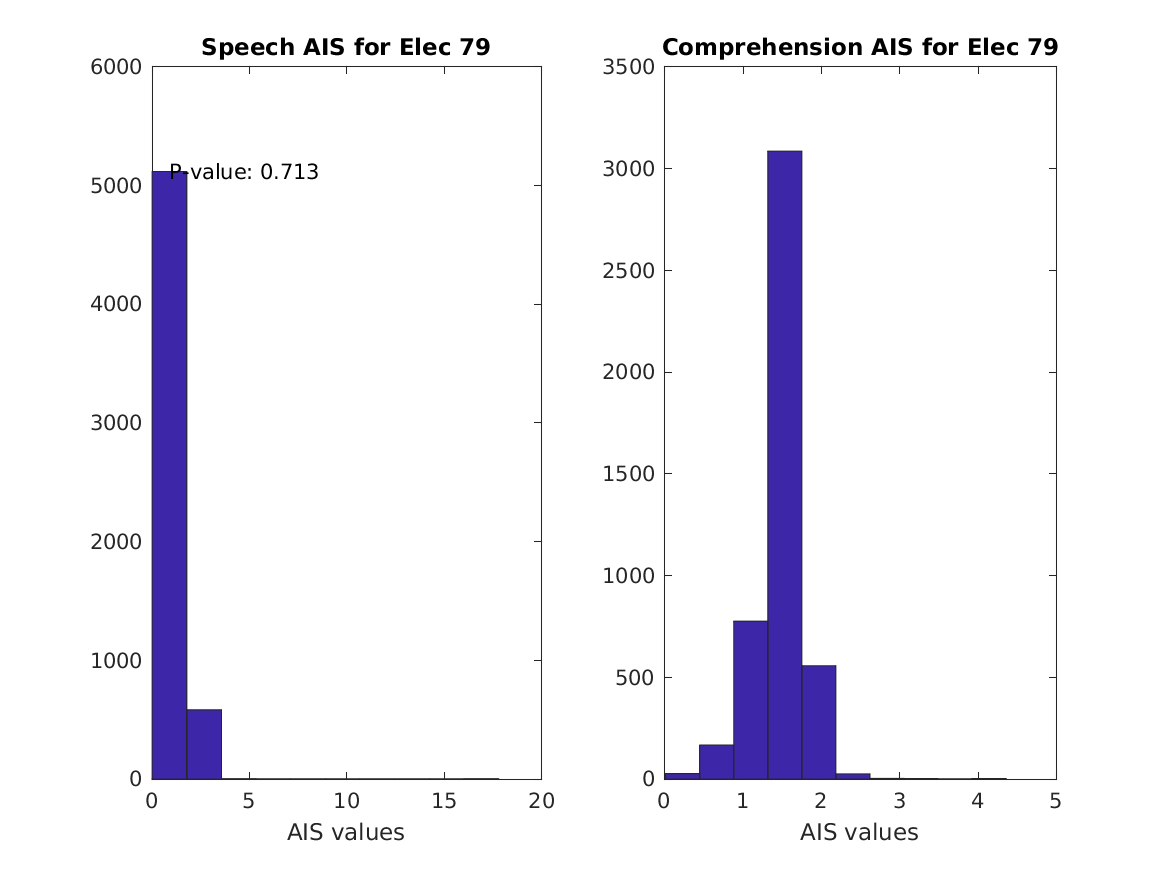 Speech AIS for Elec 79
6000
5000
4000
3000
2000
1000
0
P-value: 0.713
0 5 10 15 20
AIS values
Comprehension AIS for Elec 79
3500
3000
2500
2000
1500
1000
500
0
0 1 2 3 4 5
AIS values